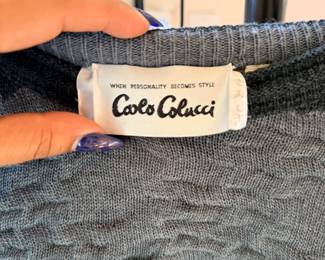 WHEN PERSONALITY BECOMES STYLE
Carlo Colucci